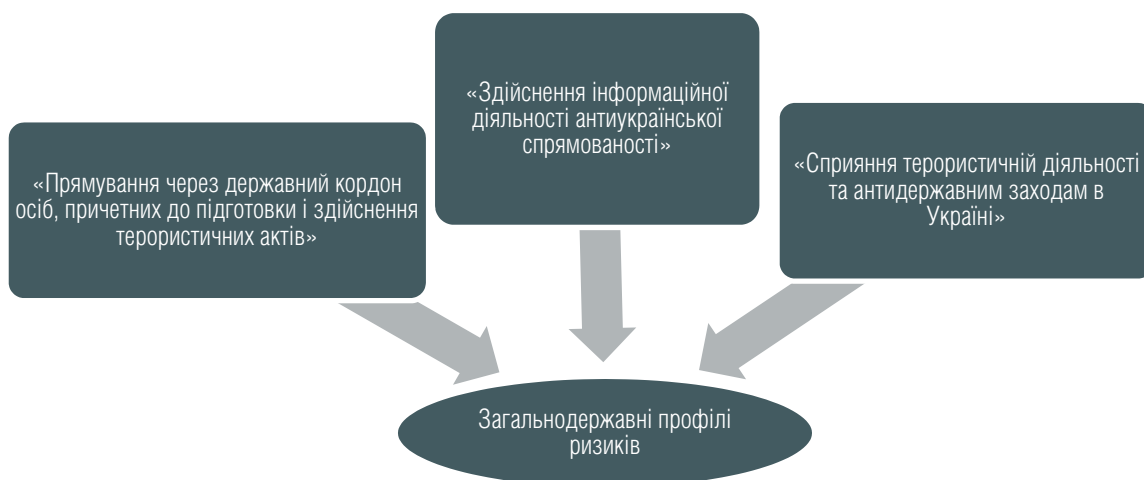 «Прямування через державний кордон
осіб, причетних до підготовки і здійснення
терористичних актів»
«Здійснення інформаційної
діяльності антиукраїнської
спрямованості»
«Сприяння терористичній діяльності
та антидержавним заходам в
Україні»
Загальнодержавні профілі
ризиків